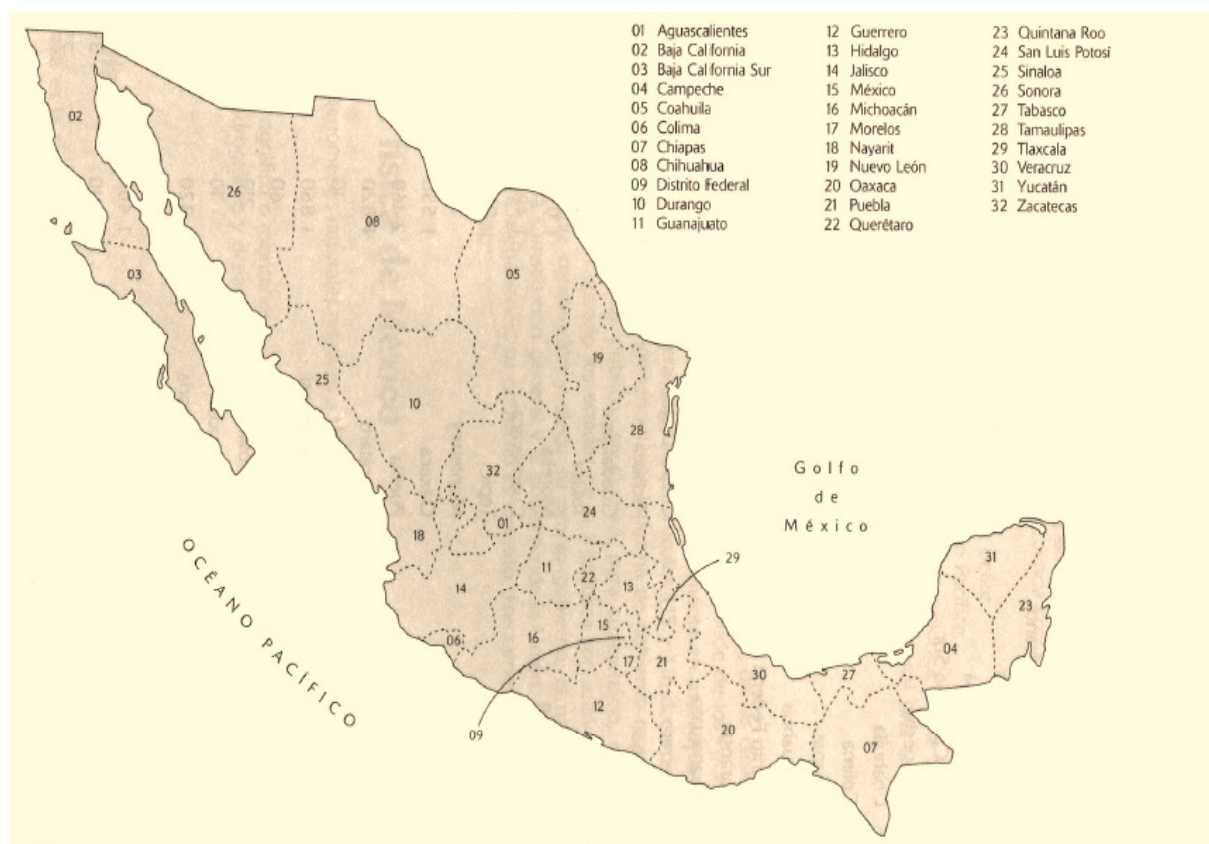 01 Aguascalientes
02 Baja California
03 Baja California Sur
04 Campeche
05 Coahuila
06 Colima
07 Chiapas
08 Chihuahua
09 Distrito Federal
10 Durango
11 Guanajuato
12 Guerrero
13 Hidalgo
14 Jalisco
15 México
16 Michoacán
17 Morelos
18 Nayarit
19 Nuevo León
20 Oaxaca
21 Puebla
22 Querétaro
23 Quintana Roo
24 San Luis Potosí
25 Sinaloa
26 Sonora
27 Tabasco
28 Tamaulipas
29 Tlaxcala
30 Veracruz
31 Yucatán
32 Zacatecas
02
26
08
03
05
19
25
10
28
32
Golfo
de
México
24
01
18
31
29
11
22
13
14
23
15
06
16
04
17
21
30
27
12
20
09
07
OCÉANO PACÍFICO